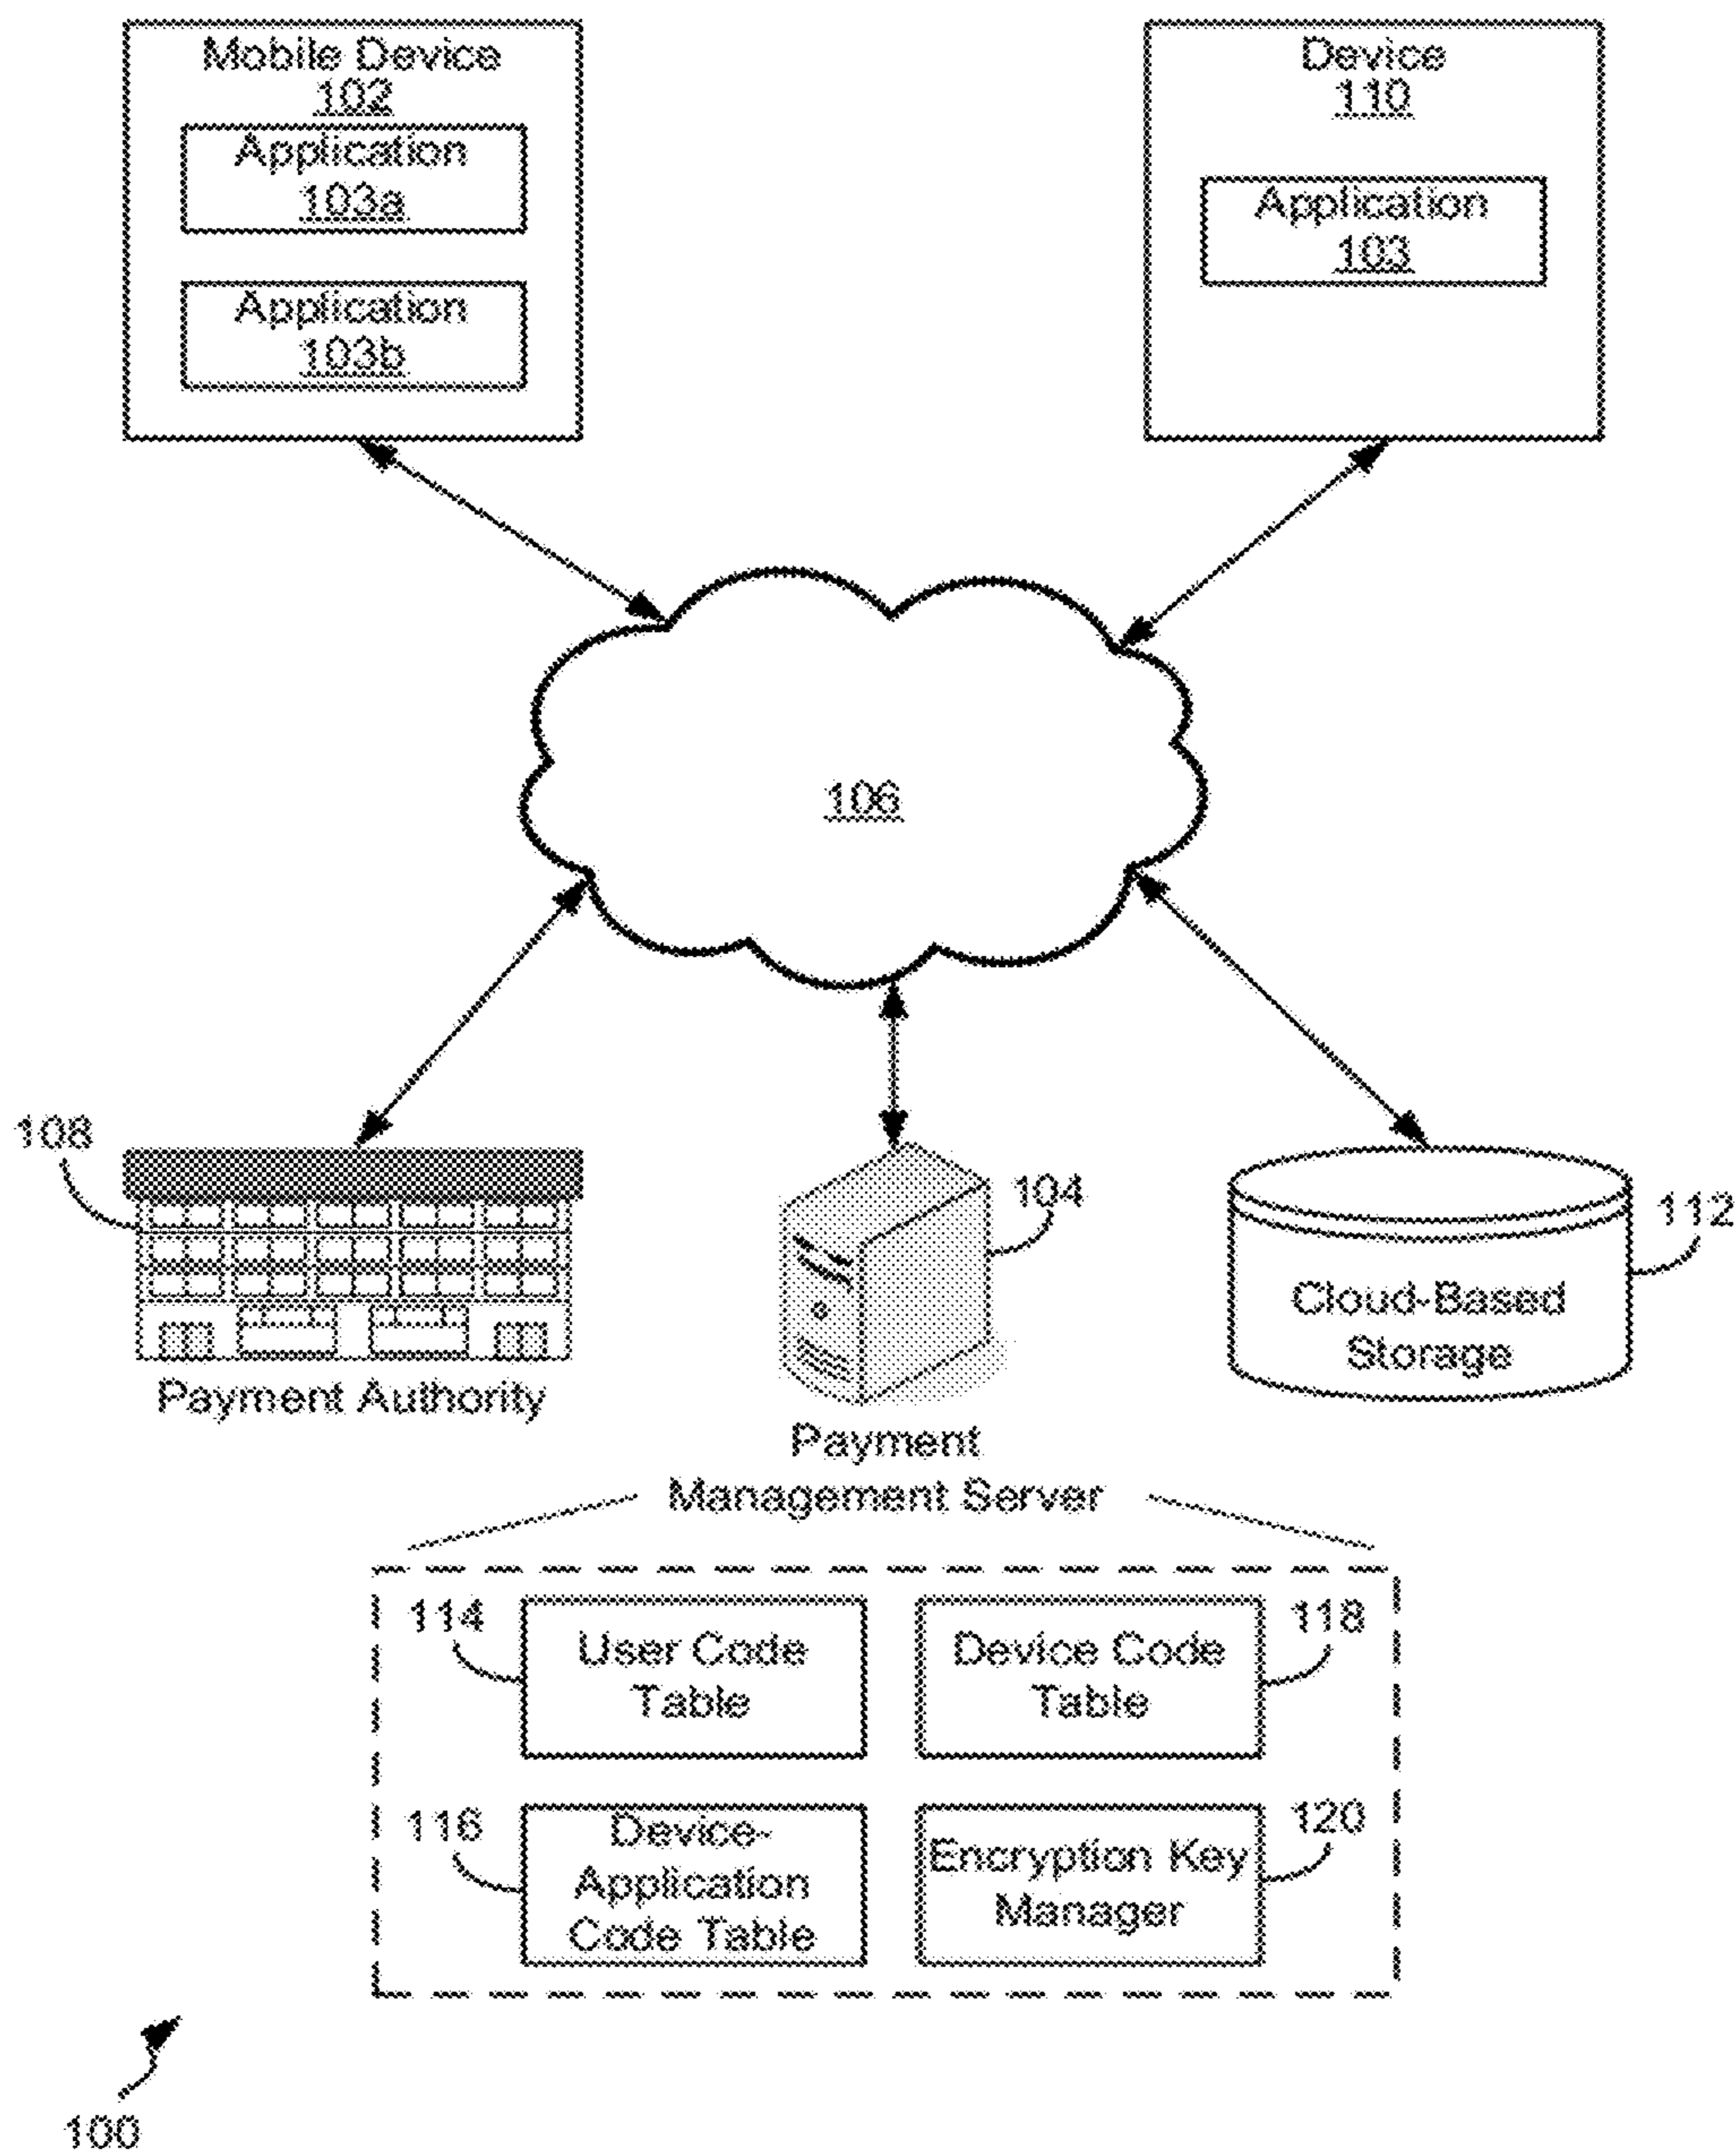 Mobile Device
102
Application
103a
Application
103b
Device
110
Application
103
106
108
Payment Authority
104
Payment
Management Server
112
Cloud-Based
Storage
114
User Code
Table
118
Device Code
Table
116
Device-
Application
Code Table
120
Encryption Key
Manager
100